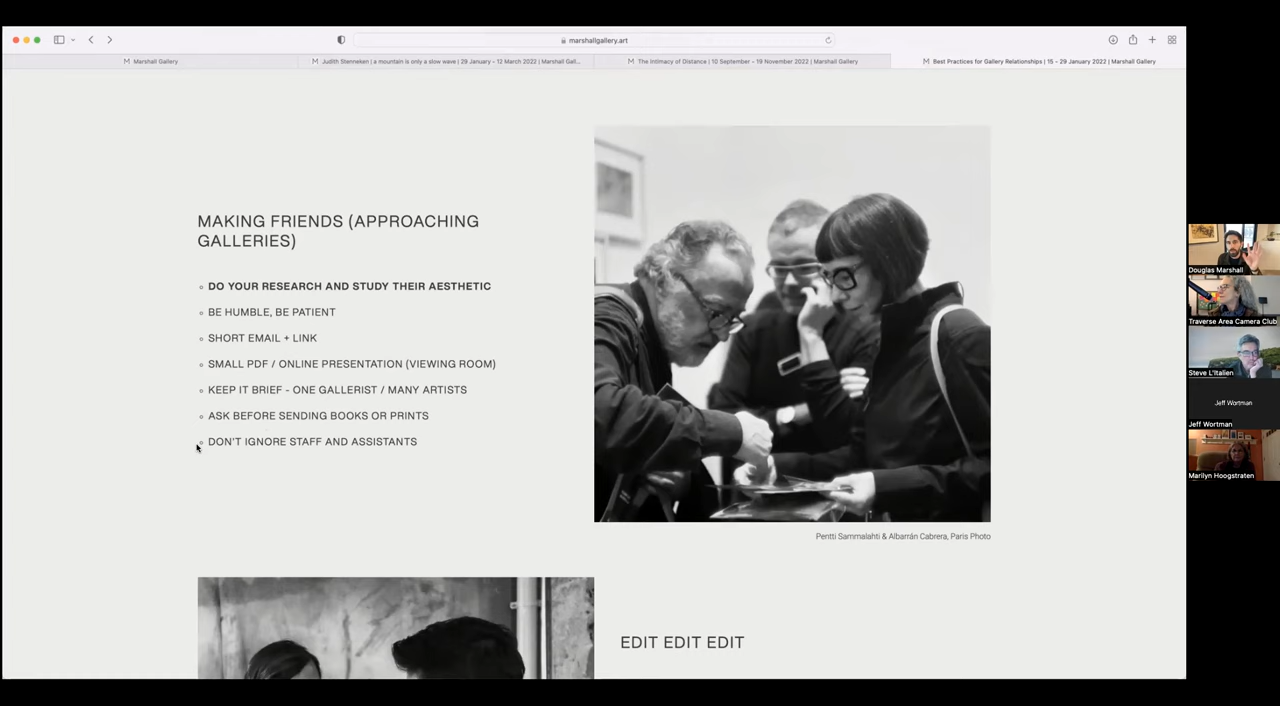 marshallgallery.art
Marshall Gallery
Judith Stenneken | a mountain is only a slow wave | 29 January - 12 March 2022 | Marshall Gall...
The Intimacy of Distance | 10 September - 19 November 2022 | Marshall Gallery
Best Practices for Gallery Relationships | 15 - 29 January 2022 | Marshall Gallery
MAKING FRIENDS (APPROACHING
GALLERIES)
DO YOUR RESEARCH AND STUDY THEIR AESTHETIC
BE HUMBLE, BE PATIENT
SHORT EMAIL + LINK
SMALL PDF / ONLINE PRESENTATION (VIEWING ROOM)
KEEP IT BRIEF - ONE GALLERIST / MANY ARTISTS
ASK BEFORE SENDING BOOKS OR PRINTS
DON'T IGNORE STAFF AND ASSISTANTS
Pentti Sammalahti & Albarrán Cabrera, Paris Photo
EDIT EDIT EDIT
Douglas Marshall
Traverse Area Camera Club
Steve L'Italien
Jeff Wortman
Jeff Wortman
Marilyn Hoogstraten